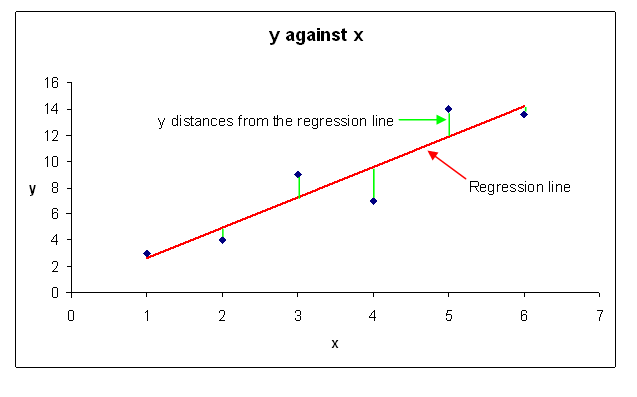 y against x
16
14
12
10
8
6
4
2
0
y
y distances from the regression line
Regression line
0 1 2 3 4 5 6 7
x